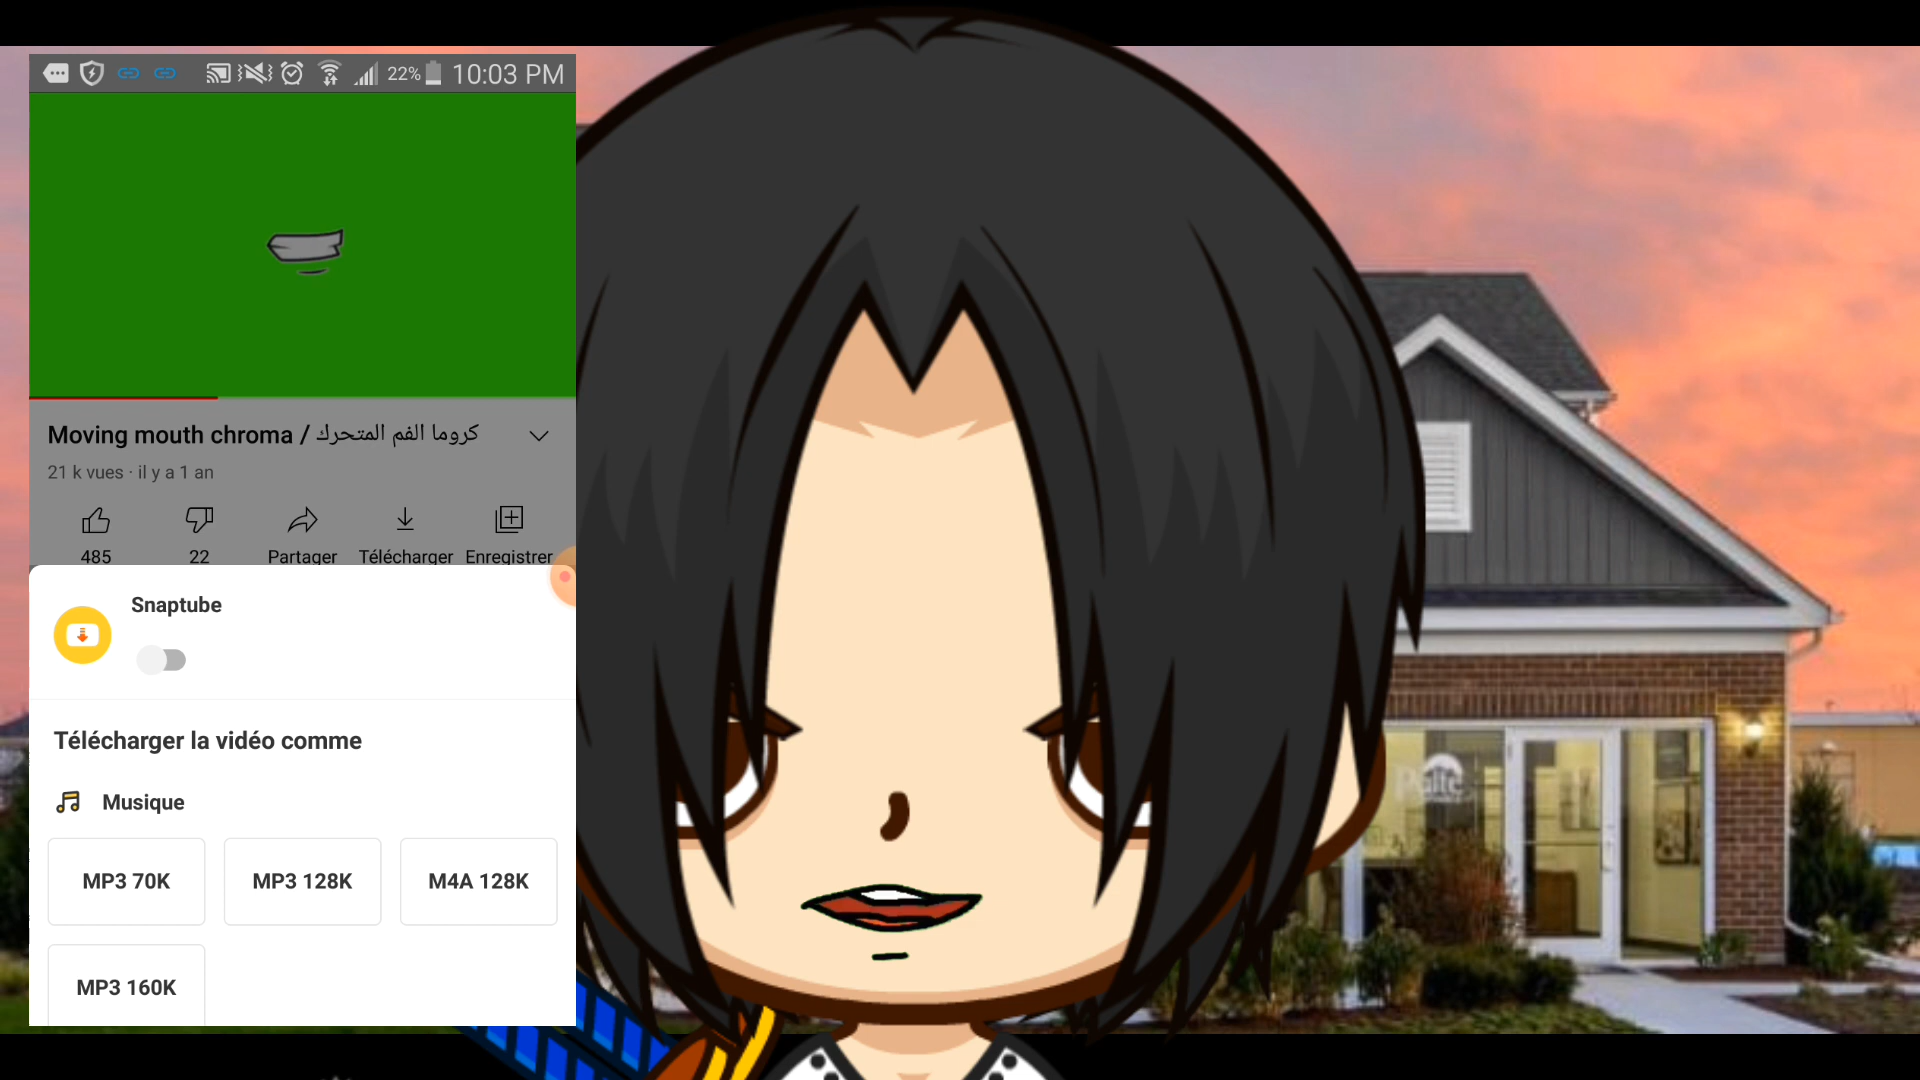 22% 10:03 PM
Moving mouth chroma / كروما الفم المتحرك
21 k vues · il y a 1 an
485 22 Partager Télécharger Enregistrer
Snaptube
Télécharger la vidéo comme
Musique
MP3 70K MP3 128K M4A 128K
MP3 160K